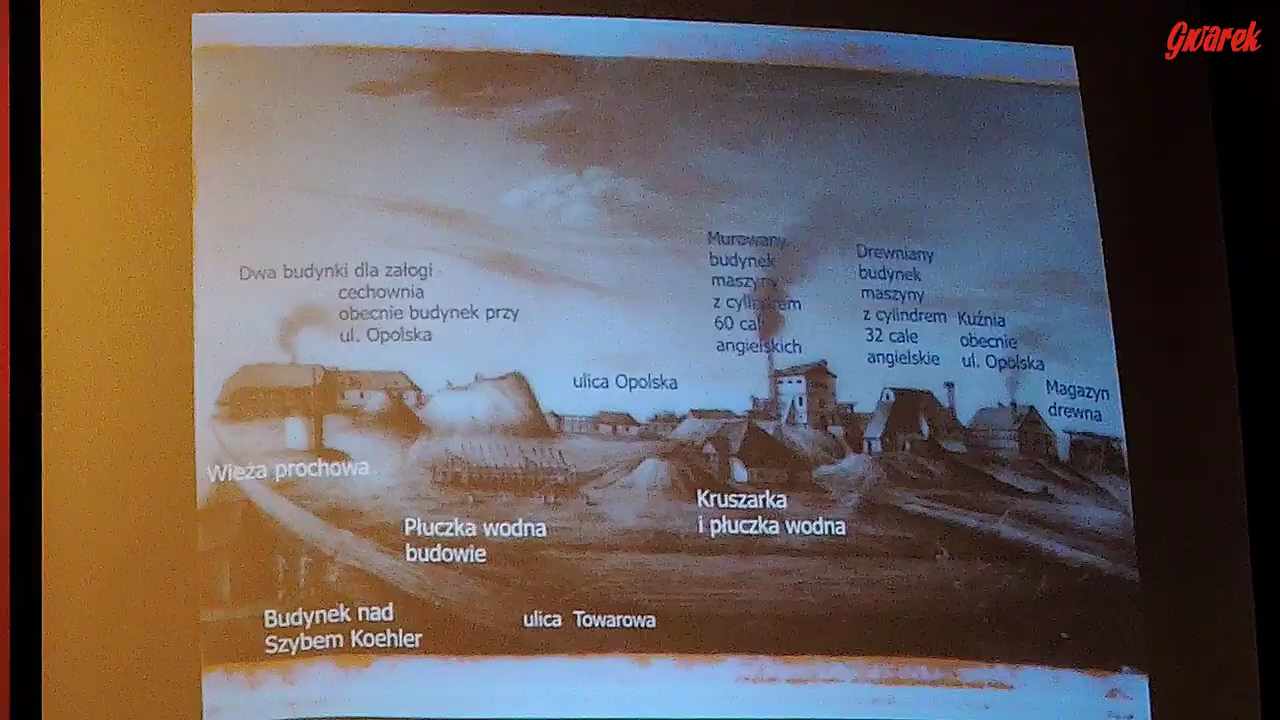 Gwarek
Dwa budynki dla załogi
cechownia
obecnie budynek przy
ul. Opolska
ulica Opolska
Murowany
budynek
maszyny
z cylindrem
60 cali
angielskich
Drewniany
budynek
maszyny
z cylindrem
32 cale
angielskie
Kuźnia
obecnie
ul. Opolska
Magazyn
drewna
Wieża prochowa
Płuczka wodna
budowie
Kruszarka
i płuczka wodna
Budynek nad
Szybem Koehler
ulica Towarowa